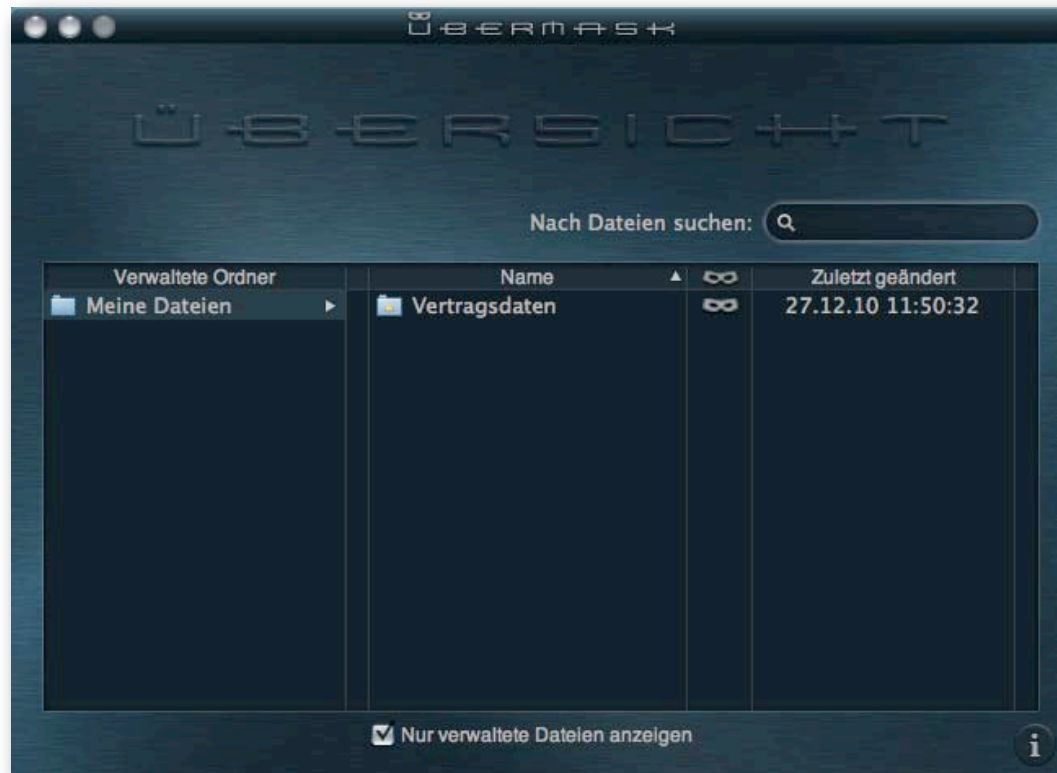 ÜBERMASK
ÜBERSICHT
Nach Dateien suchen:
Verwaltete Ordner Name Zuletzt geändert
Meine Dateien Vertragsdaten 27.12.10 11:50:32
Nur verwaltete Dateien anzeigen
i